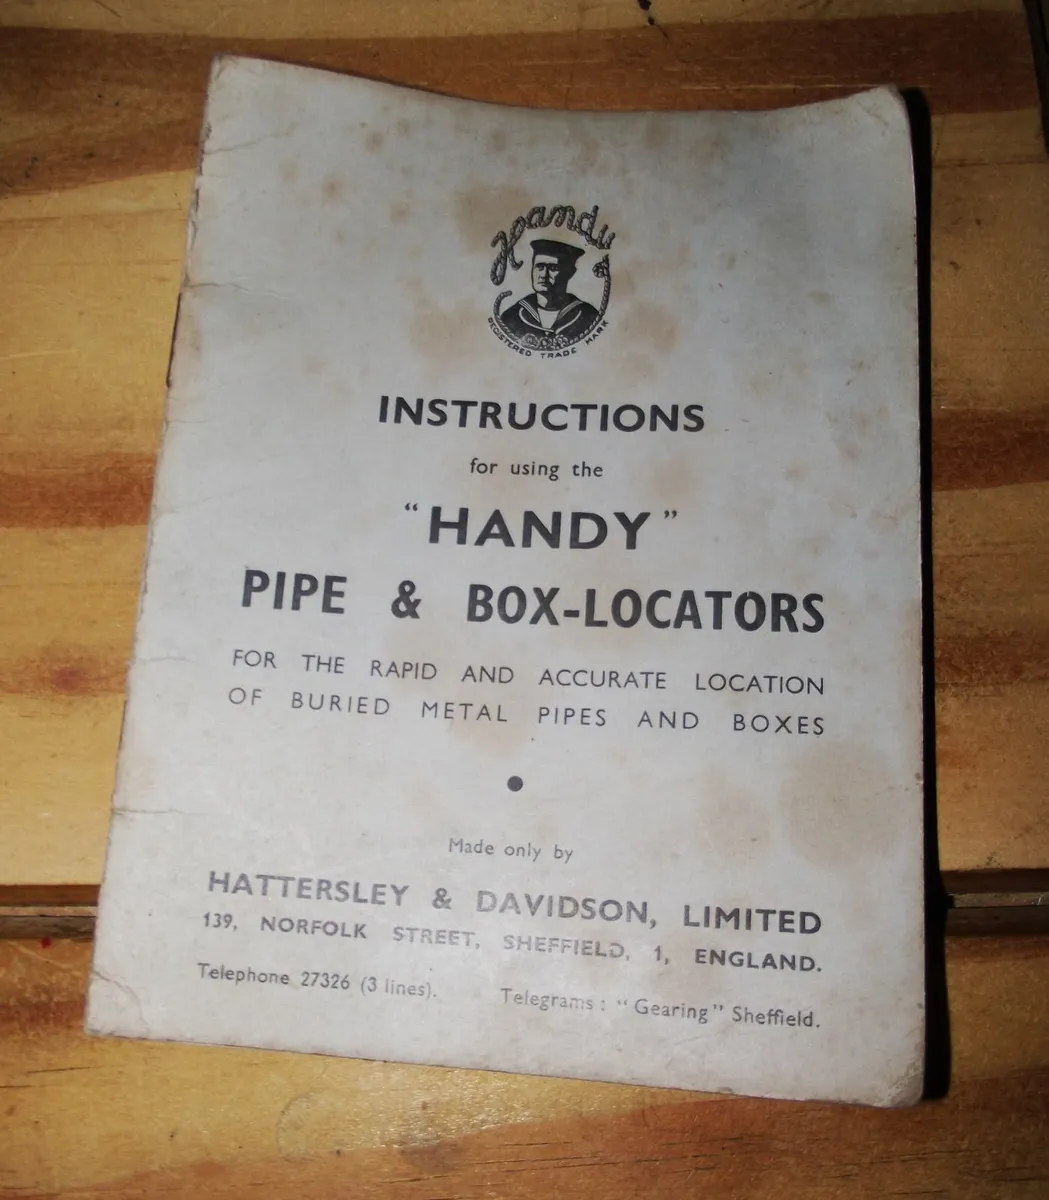 Handy
REGISTERED TRADE MARK
INSTRUCTIONS
for using the
“HANDY”
PIPE & BOX-LOCATORS
FOR THE RAPID AND ACCURATE LOCATION
OF BURIED METAL PIPES AND BOXES
Made only by
HATTERSLEY & DAVIDSON, LIMITED
139, NORFOLK STREET, SHEFFIELD, 1, ENGLAND.
Telephone 27326 (3 lines). Telegrams : “Gearing” Sheffield.